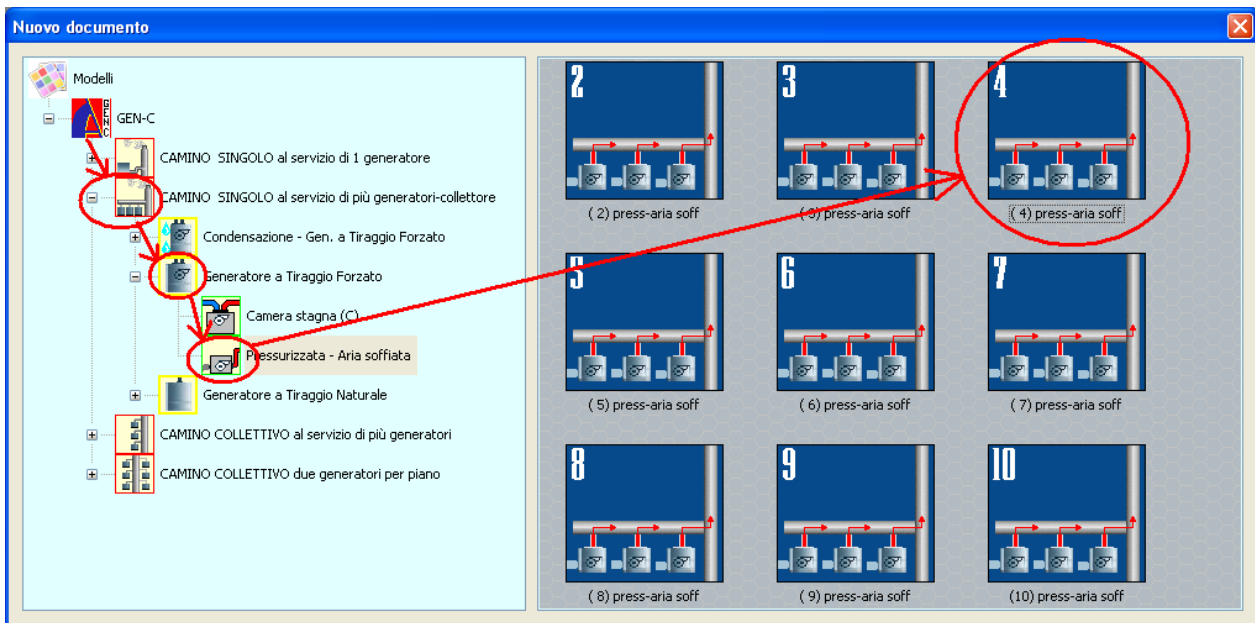 Nuovo documento
Modelli
GEN-C
GEN-C
CAMINO SINGOLO al servizio di 1 generatore
CAMINO SINGOLO al servizio di più generatori-collettore
Condensazione - Gen. a Tiraggio Forzato
Generatore a Tiraggio Forzato
Camera stagna (C)
Pressurizzata - Aria soffiata
Generatore a Tiraggio Naturale
CAMINO COLLETTIVO al servizio di più generatori
CAMINO COLLETTIVO due generatori per piano
2
3
4
( 2) press-aria soff
( 3) press-aria soff
( 4) press-aria soff
5
6
7
( 5) press-aria soff
( 6) press-aria soff
( 7) press-aria soff
8
9
10
( 8) press-aria soff
( 9) press-aria soff
(10) press-aria soff